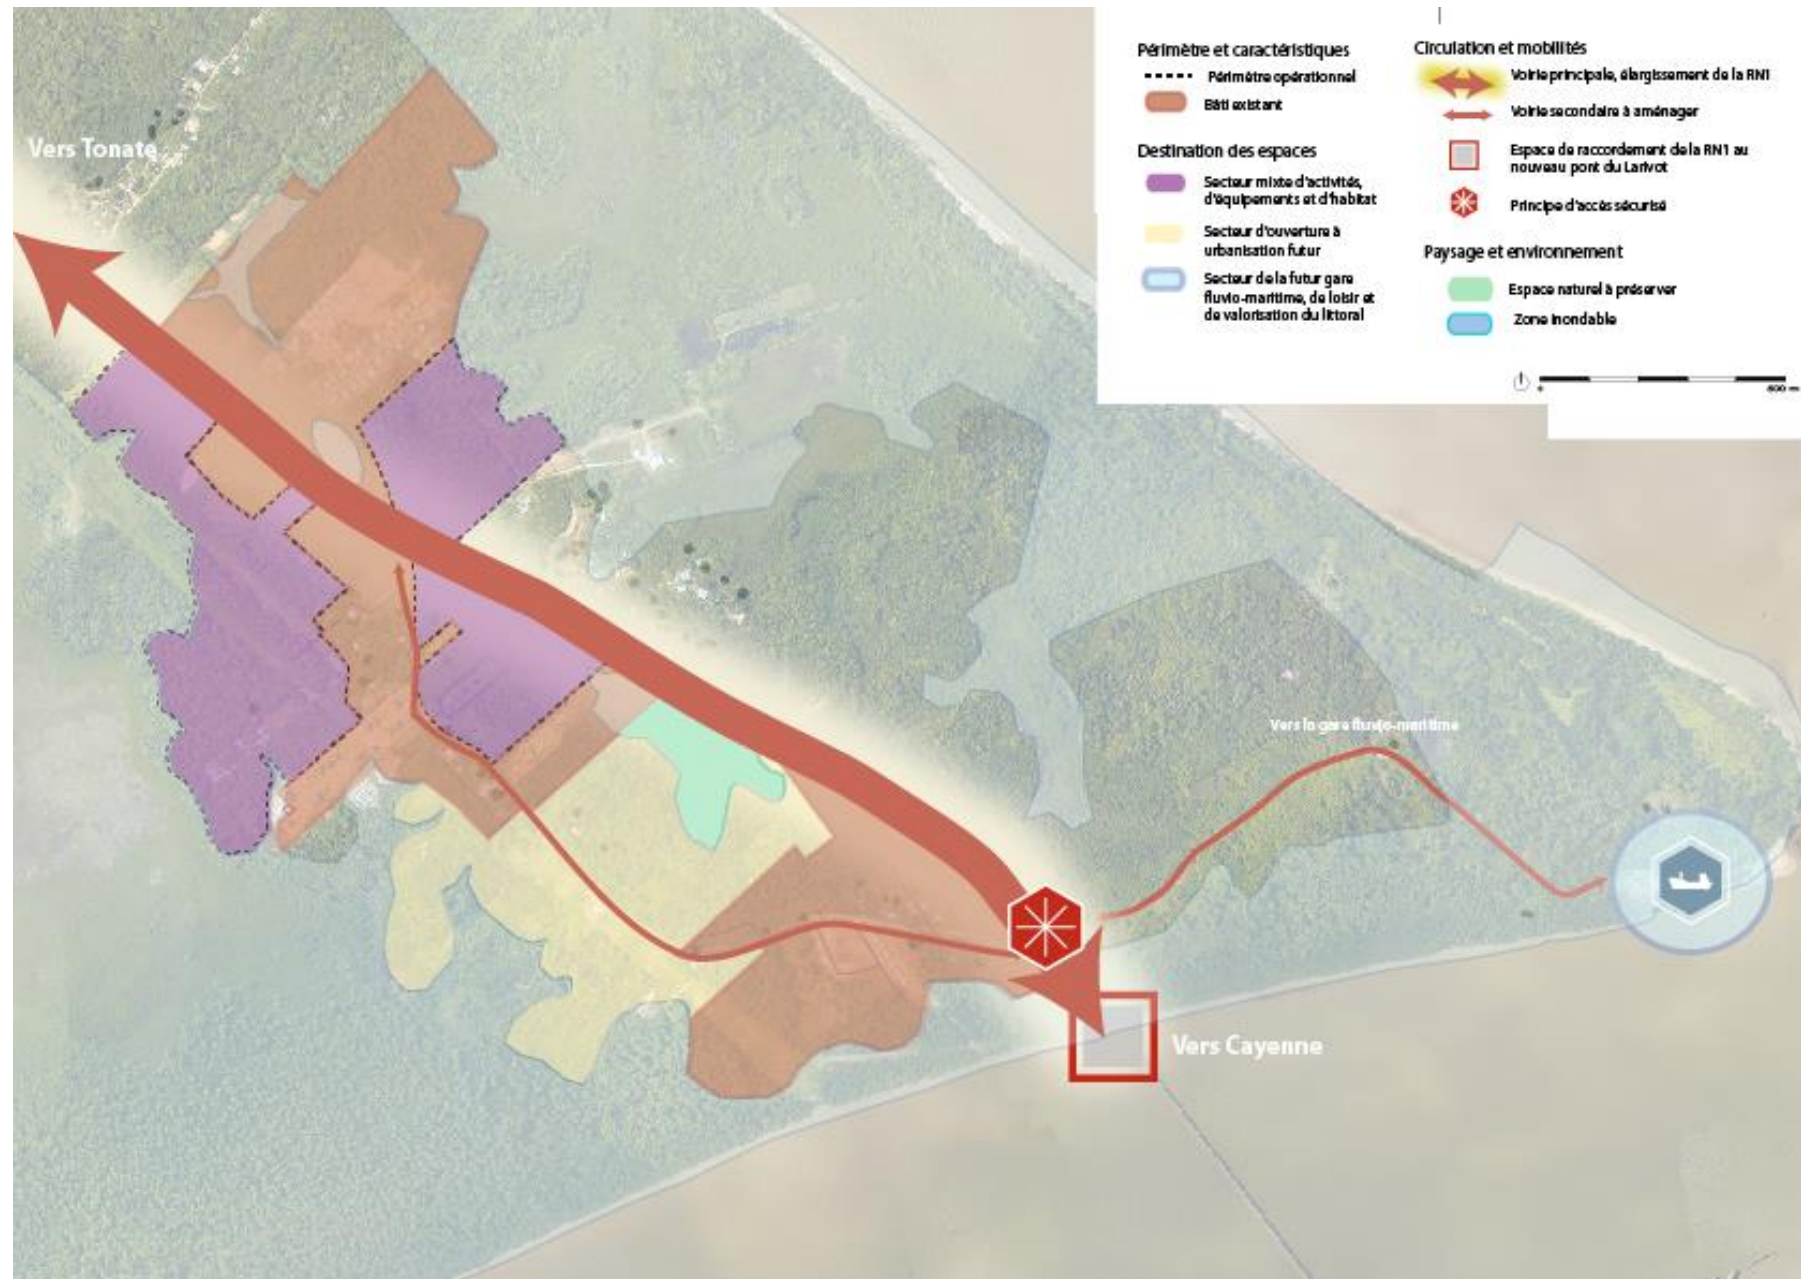 Vers Tonate
Périmètre et caractéristiques
Périmètre opérationnel
Bâti existant
Destination des espaces
Secteur mixte d'activités,
d'équipements et d'habitat
Secteur d'ouverture à
urbanisation futur
Secteur de la futur gare
fluvio-maritime, de loisir et
de valorisation du littoral
Circulation et mobilités
Voirie principale, élargissement de la RN1
Voirie secondaire à aménager
Espace de raccordement de la RN1 au
nouveau pont du Larivot
Principe d'accès sécurisé
Paysage et environnement
Espace naturel à préserver
Zone inondable
0
Vers la gare fluvio-maritime
Vers Cayenne